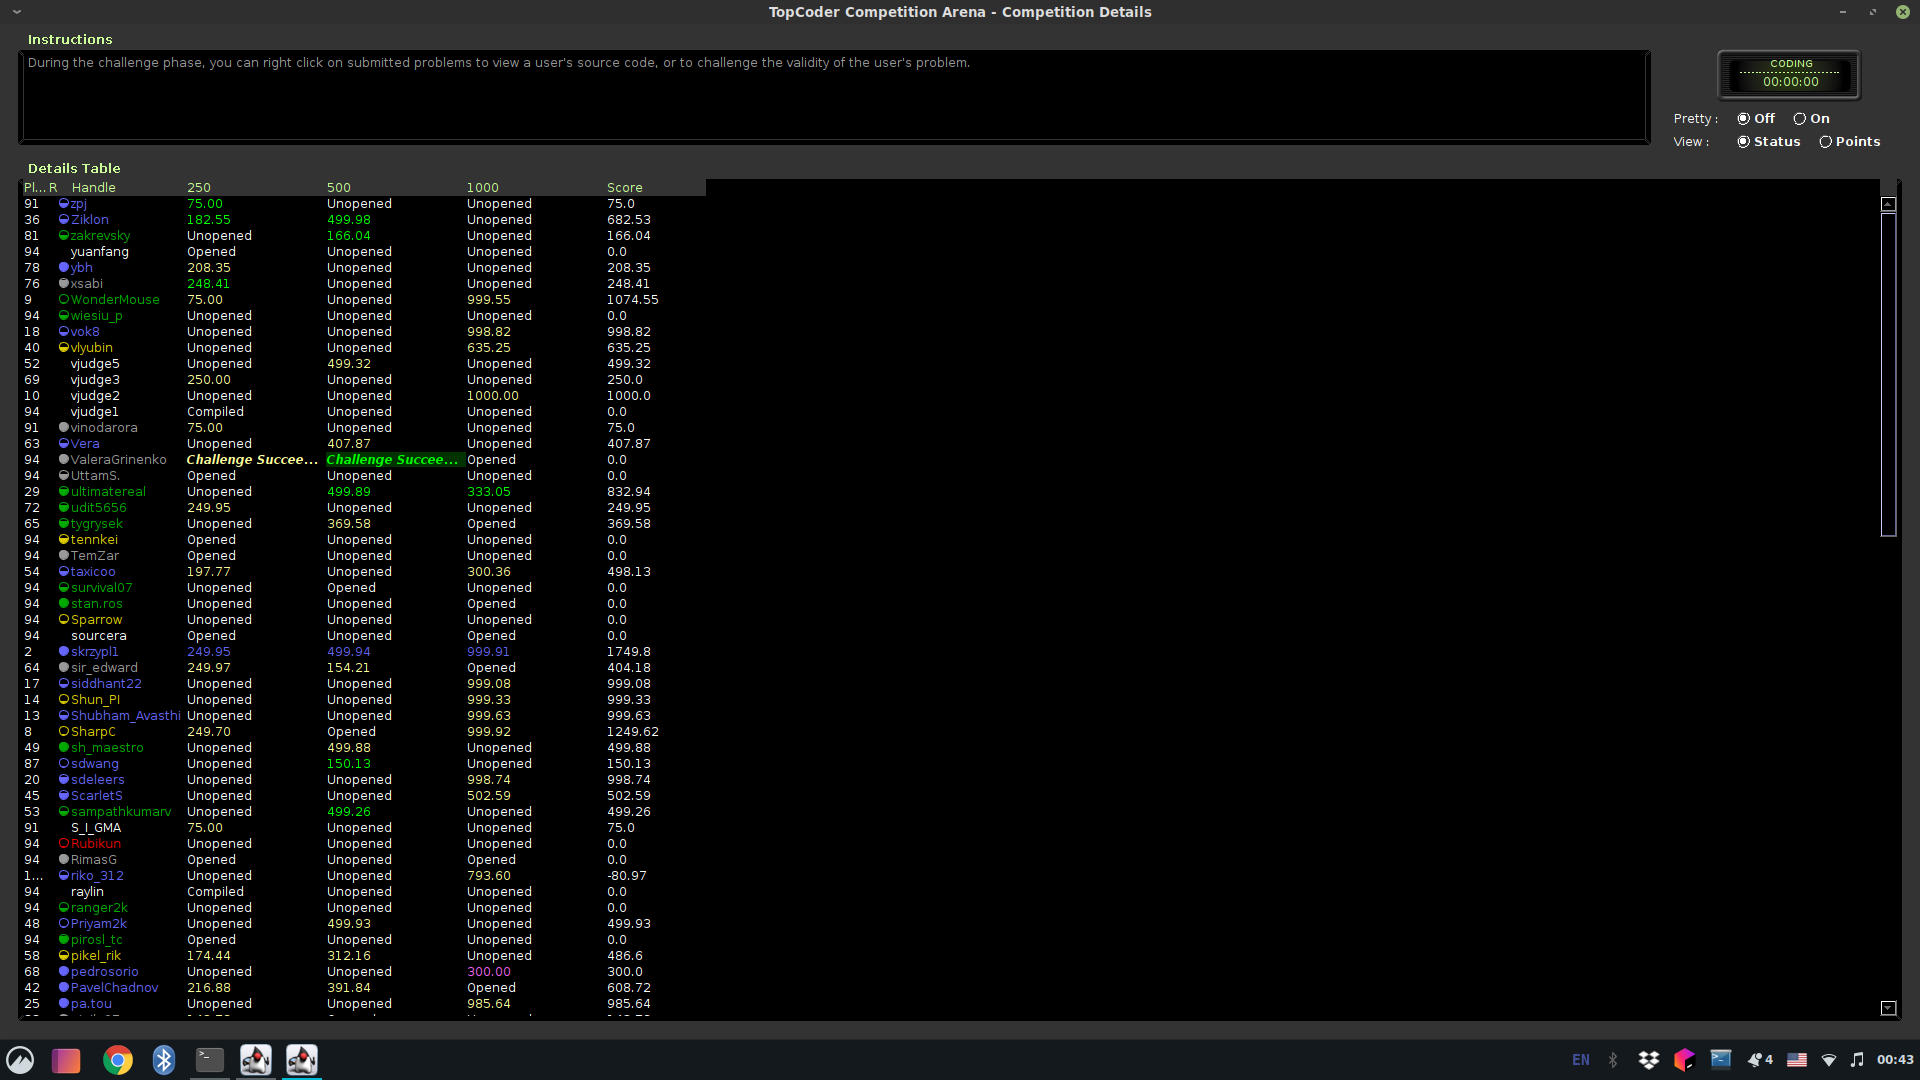 TopCoder Competition Arena - Competition Details
Instructions
During the challenge phase, you can right click on submitted problems to view a user's source code, or to challenge the validity of the user's problem.
CODING
00:00:00
Pretty : Off On
View : Status Points
Details Table
Pl... R Handle 250 500 1000 Score
91 zpj 75.00 Unopened Unopened 75.0
36 Ziklon 182.55 499.98 Unopened 682.53
81 zakrevsky Unopened 166.04 Unopened 166.04
94 yuanfang Opened Unopened Unopened 0.0
78 ybh 208.35 Unopened Unopened 208.35
76 xsabi 248.41 Unopened Unopened 248.41
9 WonderMouse 75.00 Unopened 999.55 1074.55
94 wiesiu_p Unopened Unopened Unopened 0.0
18 vok8 Unopened Unopened 998.82 998.82
40 vlyubin Unopened Unopened 635.25 635.25
52 vjudge5 Unopened 499.32 Unopened 499.32
69 vjudge3 250.00 Unopened Unopened 250.0
10 vjudge2 Unopened Unopened 1000.00 1000.0
94 vjudge1 Compiled Unopened Unopened 0.0
91 vinodarora 75.00 Unopened Unopened 75.0
63 Vera Unopened 407.87 Unopened 407.87
94 ValeraGrinenko Challenge Succee... Challenge Succee... Opened 0.0
94 UttamS. Opened Unopened Unopened 0.0
29 ultimatereal Unopened 499.89 333.05 832.94
72 udit5656 249.95 Unopened Unopened 249.95
65 tygrysek Unopened 369.58 Opened 369.58
94 tennkei Opened Unopened Unopened 0.0
94 TemZar Opened Unopened Unopened 0.0
54 taxicoo 197.77 Unopened 300.36 498.13
94 survival07 Unopened Opened Unopened 0.0
94 stan.ros Unopened Unopened Opened 0.0
94 Sparrow Unopened Unopened Unopened 0.0
94 sourcera Opened Unopened Opened 0.0
2 skrzypl1 249.95 499.94 999.91 1749.8
64 sir_edward 249.97 154.21 Opened 404.18
17 siddhant22 Unopened Unopened 999.08 999.08
14 Shun_PI Unopened Unopened 999.33 999.33
13 Shubham_Avasthi Unopened Unopened 999.63 999.63
8 SharpC 249.70 Opened 999.92 1249.62
49 sh_maestro Unopened 499.88 Unopened 499.88
87 sdwang Unopened 150.13 Unopened 150.13
20 sdeleers Unopened Unopened 998.74 998.74
45 ScarletS Unopened Unopened 502.59 502.59
53 sampathkumarv Unopened 499.26 Unopened 499.26
91 S_I_GMA 75.00 Unopened Unopened 75.0
94 Rubikun Unopened Unopened Unopened 0.0
94 RimasG Opened Unopened Opened 0.0
1... riko_312 Unopened Unopened 793.60 -80.97
94 raylin Compiled Unopened Unopened 0.0
94 ranger2k Unopened Unopened Unopened 0.0
48 Priyam2k Unopened 499.93 Unopened 499.93
94 pirosl_tc Opened Unopened Unopened 0.0
58 pikel_rik 174.44 312.16 Unopened 486.6
68 pedrosorio Unopened Unopened 300.00 300.0
42 PavelChadnov 216.88 391.84 Opened 608.72
25 pa.tou Unopened Unopened 985.64 985.64
EN 4 00:43